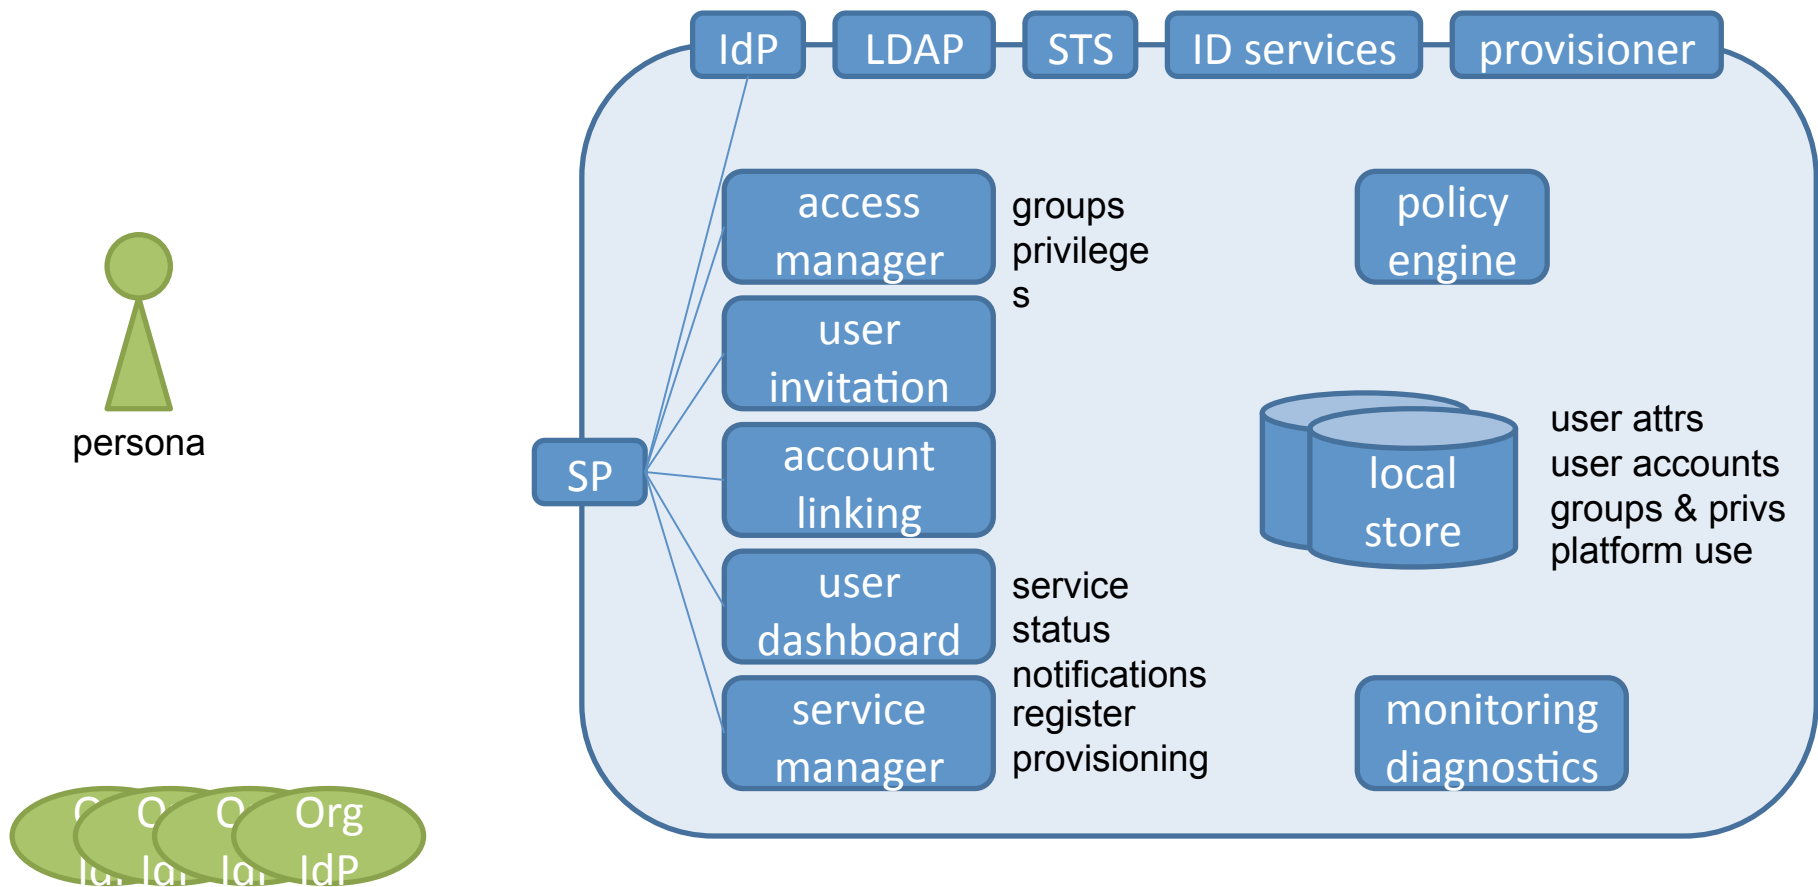 IdP
LDAP
STS
ID services
provisioner
access
manager
groups
privilege
s
policy
engine
user
invitation
persona
SP
account
linking
local
store
user attrs
user accounts
groups & privs
platform use
user
dashboard
service
status
notifications
service
manager
register
provisioning
monitoring
diagnostics
Org
IdP